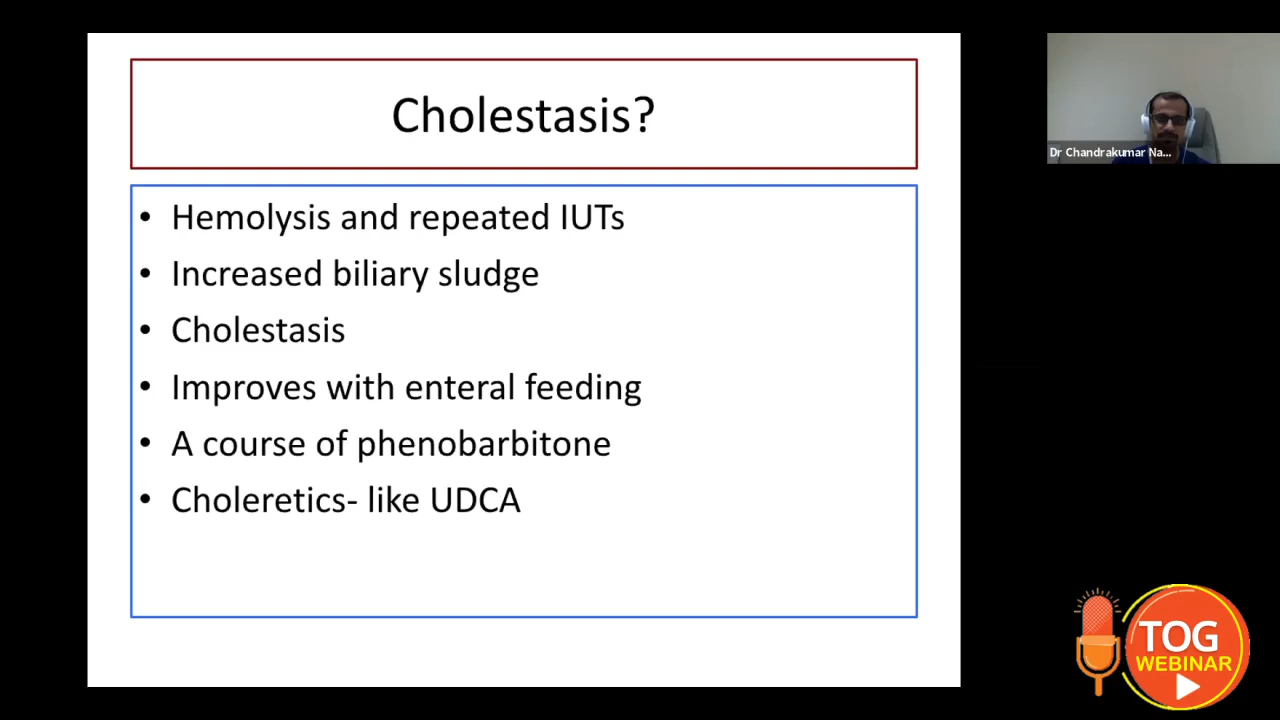 Cholestasis?
• Hemolysis and repeated IUTs
• Increased biliary sludge
• Cholestasis
• Improves with enteral feeding
• A course of phenobarbitone
• Choleretics- like UDCA
Dr Chandrakumar Na...
TOG
WEBINAR